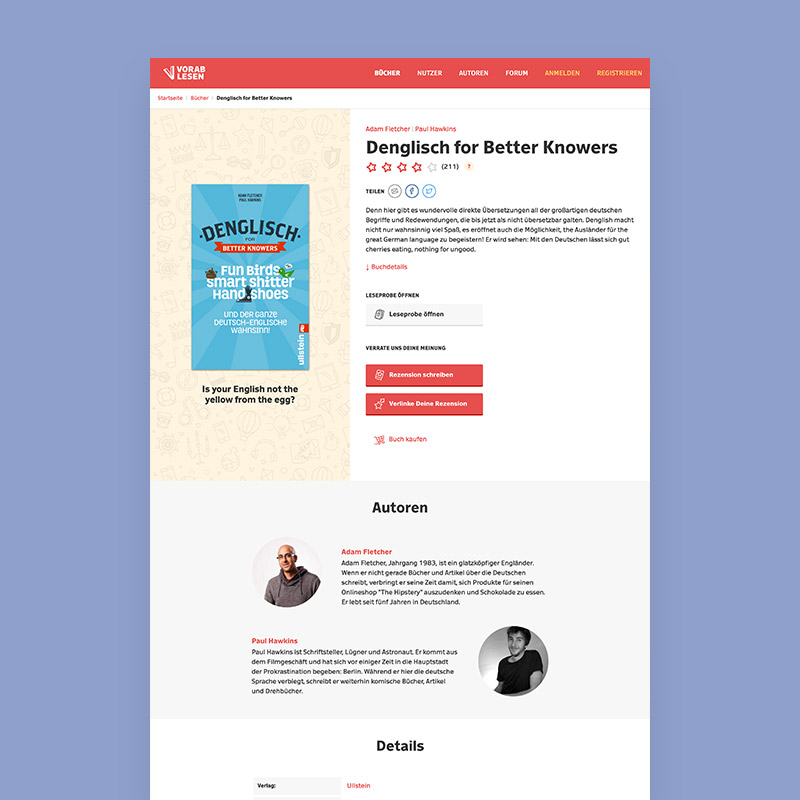 VORAB
LESEN
BÜCHER
NUTZER
AUTOREN
FORUM
ANMELDEN
REGISTRIEREN
Startseite | Bücher | Denglisch for Better Knowers
ADAM FLETCHER
PAUL HAWKINS
DENGLISCH
FOR
BETTER KNOWERS
FUN BIRDS
SMART SHITTER
HAND SHOES
UND DER GANZE
DEUTSCH-ENGLISCHE
WAHNSINN!
ullstein
Is your English not the
yellow from the egg?
Adam Fletcher | Paul Hawkins
Denglisch for Better Knowers
(211) ?
TEILEN
Denn hier gibt es wundervolle direkte Übersetzungen all der großartigen deutschen
Begriffe und Redewendungen, die bis jetzt als nicht übersetzbar galten. Denglish macht
nicht nur wahnsinnig viel Spaß, es eröffnet auch die Möglichkeit, the Ausländer für the
great German language zu begeistern! Er wird sehen: Mit den Deutschen lässt sich gut
cherries eating, nothing for ungood.
↓ Buchdetails
LESEPROBE ÖFFNEN
Leseprobe öffnen
VERRATE UNS DEINE MEINUNG
Rezension schreiben
Verlinke Deine Rezension
Buch kaufen
Autoren
Adam Fletcher
Adam Fletcher, Jahrgang 1983, ist ein glatzköpfiger Engländer.
Wenn er nicht gerade Bücher und Artikel über die Deutschen
schreibt, verbringt er seine Zeit damit, sich Produkte für seinen
Onlineshop "The Hipstery" auszudenken und Schokolade zu essen.
Er lebt seit fünf Jahren in Deutschland.
Paul Hawkins
Paul Hawkins ist Schriftsteller, Lügner und Astronaut. Er kommt aus
dem Filmgeschäft und hat sich vor einiger Zeit in die Hauptstadt
der Prokrastination begeben: Berlin. Während er hier die deutsche
Sprache verbiegt, schreibt er weiterhin komische Bücher, Artikel
und Drehbücher.
Details
Verlag:
Ullstein